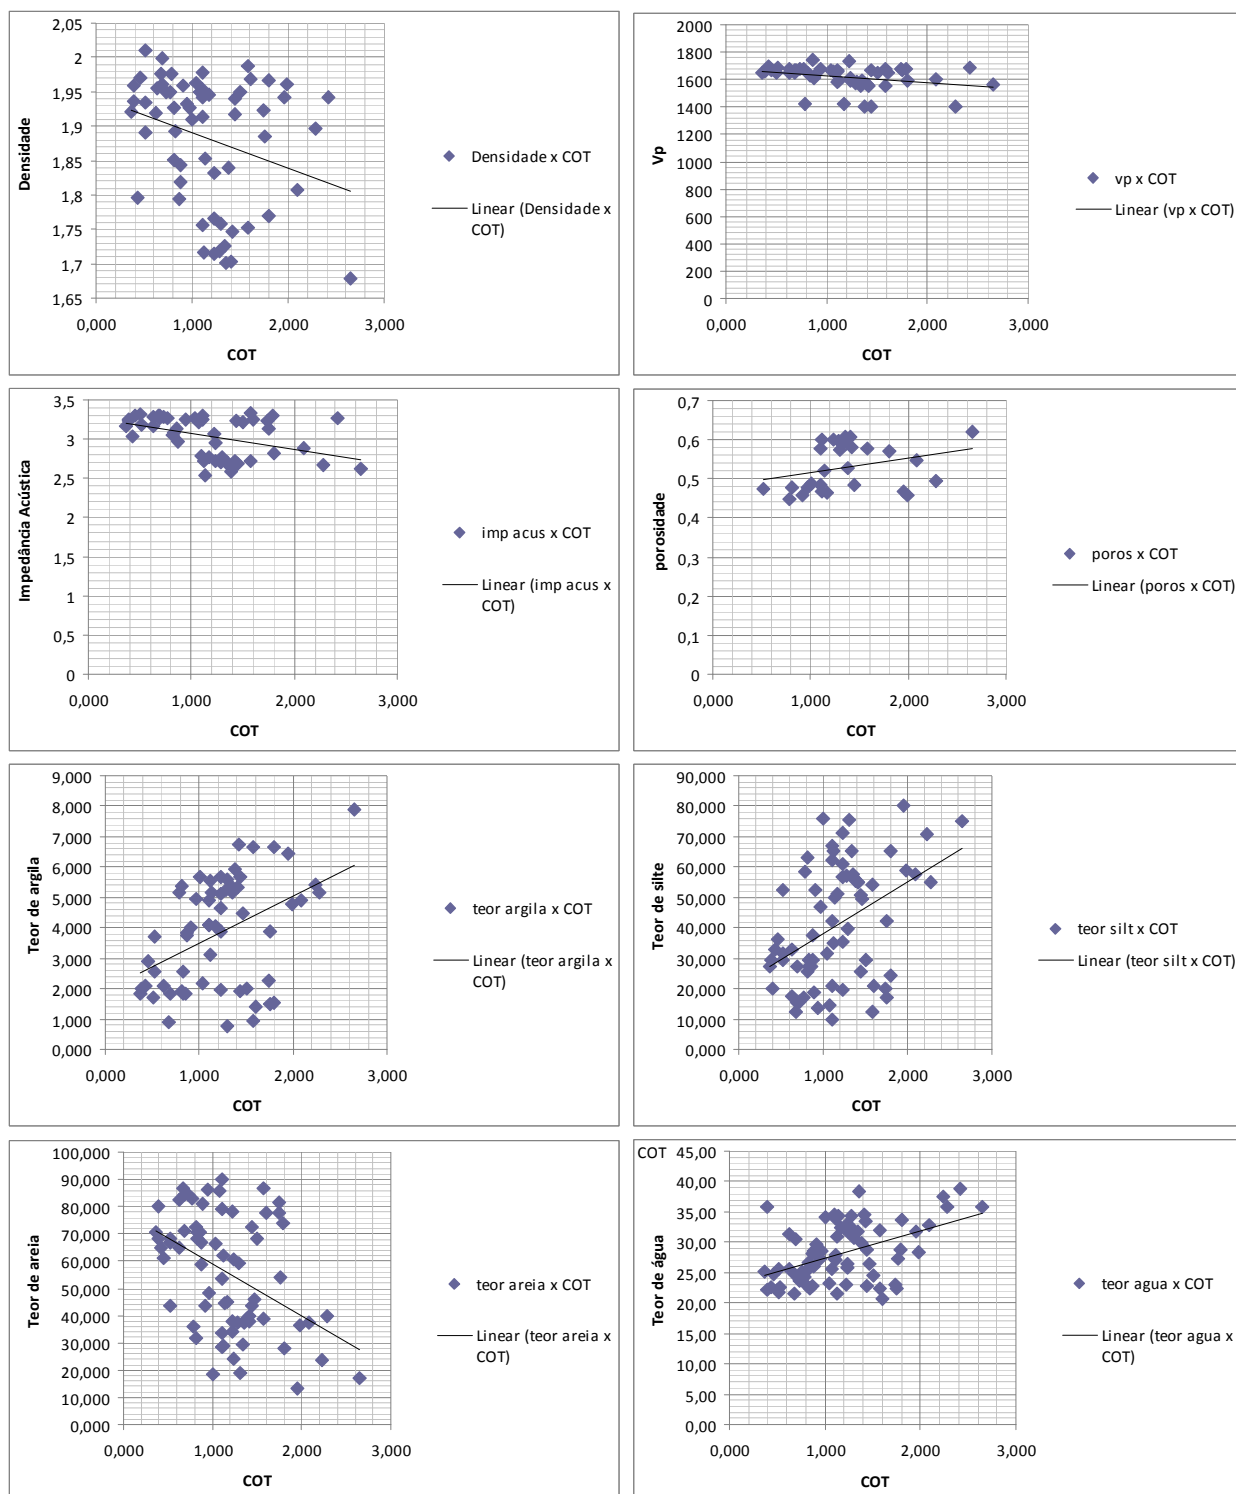 2,05
2
1,95
1,9
1,85
1,8
1,75
1,7
1,65
Densidade
0,000 1,000 2,000 3,000
COT
Densidade x COT
Linear (Densidade x
COT)
2000
1800
1600
1400
1200
1000
800
600
400
200
0
Vp
0,000 1,000 2,000 3,000
COT
vp x COT
Linear (vp x COT)
3,5
3
2,5
2
1,5
1
0,5
0
Impedância Acústica
0,000 1,000 2,000 3,000
COT
imp acus x COT
Linear (imp acus x
COT)
0,7
0,6
0,5
0,4
0,3
0,2
0,1
0
porosidade
0,000 1,000 2,000 3,000
COT
poros x COT
Linear (poros x COT)
9,000
8,000
7,000
6,000
5,000
4,000
3,000
2,000
1,000
0,000
Teor de argila
0,000 1,000 2,000 3,000
COT
teor argila x COT
Linear (teor argila x
COT)
90,000
80,000
70,000
60,000
50,000
40,000
30,000
20,000
10,000
0,000
Teor de silte
0,000 1,000 2,000 3,000
COT
teor silt x COT
Linear (teor silt x COT)
100,000
90,000
80,000
70,000
60,000
50,000
40,000
30,000
20,000
10,000
0,000
Teor de areia
0,000 1,000 2,000 3,000
COT
teor areia x COT
Linear (teor areia x
COT)
COT
45,00
40,00
35,00
30,00
25,00
20,00
15,00
10,00
5,00
0,00
Teor de água
0,000 1,000 2,000 3,000
COT
teor agua x COT
Linear (teor agua x
COT)